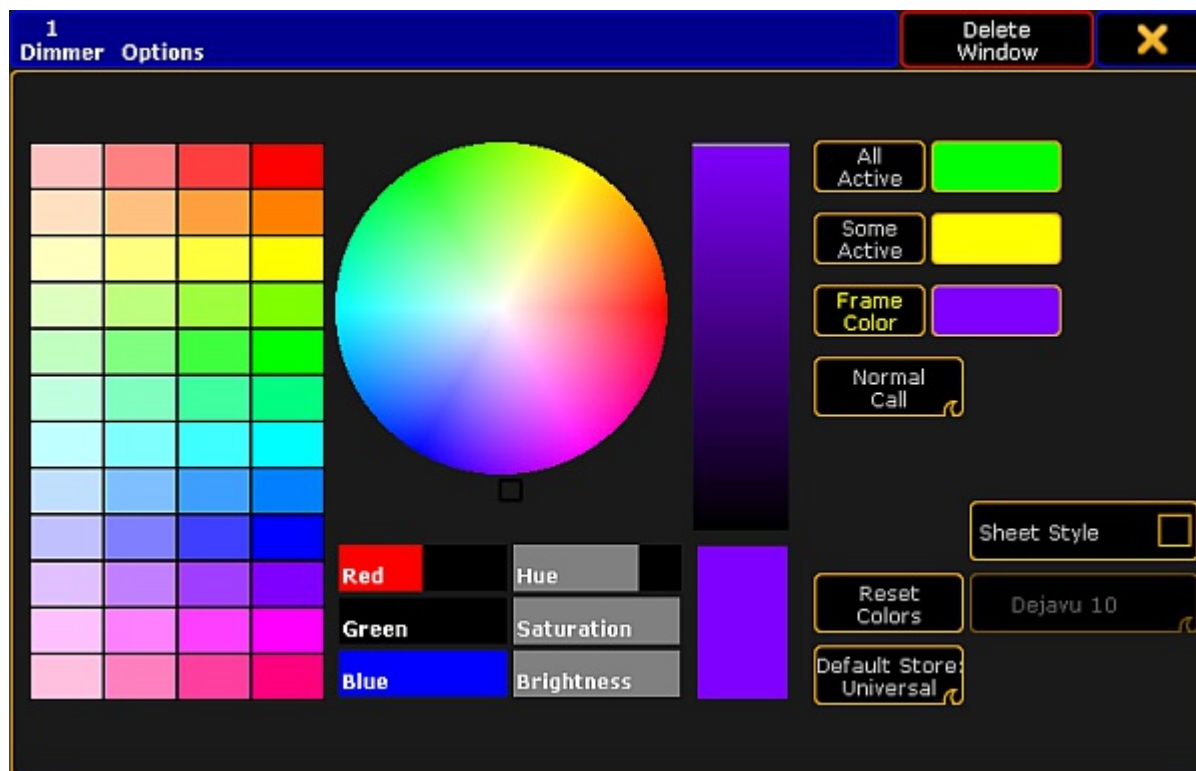 1
Dimmer Options
Delete
Window
All
Active
Some
Active
Frame
Color
Normal
Call
Sheet Style
Red
Hue
Reset
Colors
Dejavu 10
Green
Saturation
Default Store:
Universal
Blue
Brightness